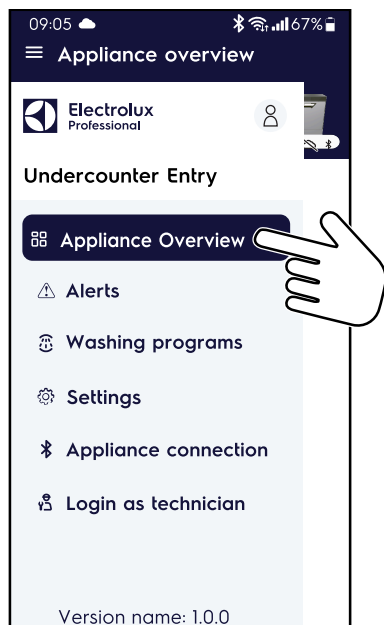 09:05 67%
Appliance overview
Electrolux
Professional
Undercounter Entry
Appliance Overview
Alerts
Washing programs
Settings
Appliance connection
Login as technician
Version name: 1.0.0